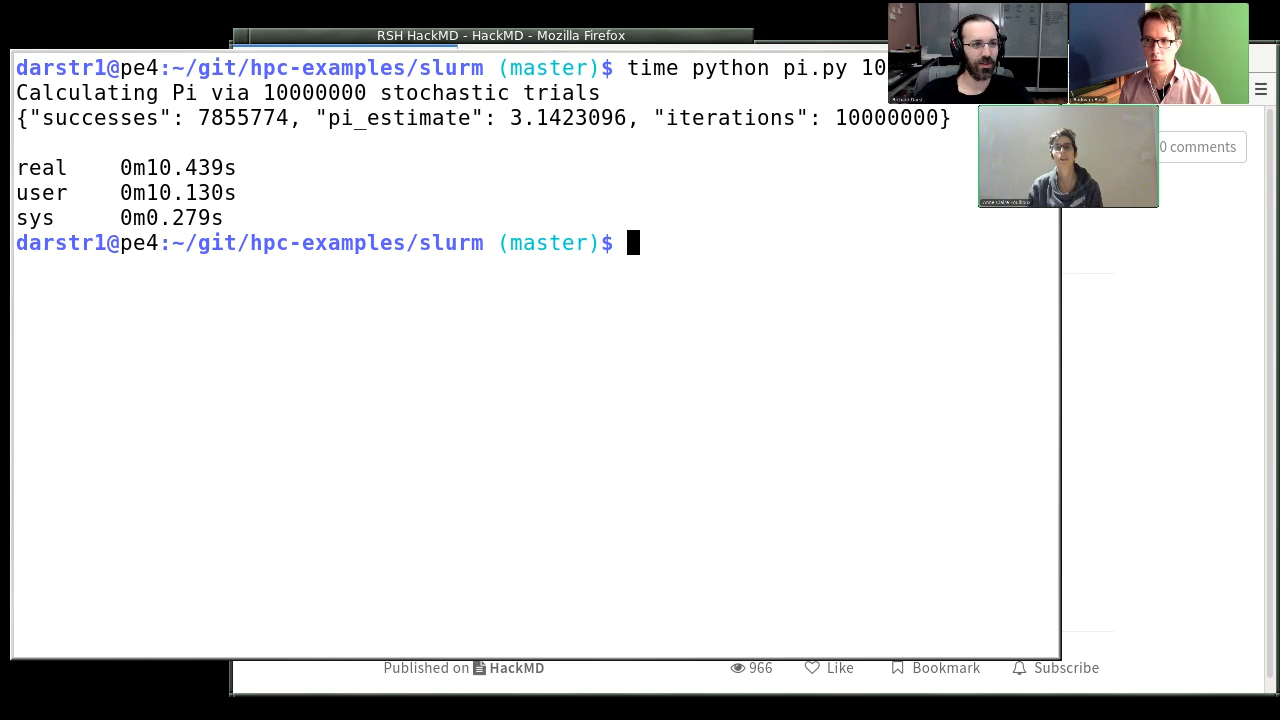 RSH HackMD - HackMD - Mozilla Firefox
darstr1@pe4:~/git/hpc-examples/slurm (master)$ time python pi.py 10
Calculating Pi via 10000000 stochastic trials
{"successes": 7855774, "pi_estimate": 3.1423096, "iterations": 10000000}
real 0m10.439s
user 0m10.130s
sys 0m0.279s
darstr1@pe4:~/git/hpc-examples/slurm (master)$
0 comments
Published on HackMD
966 Like Bookmark Subscribe